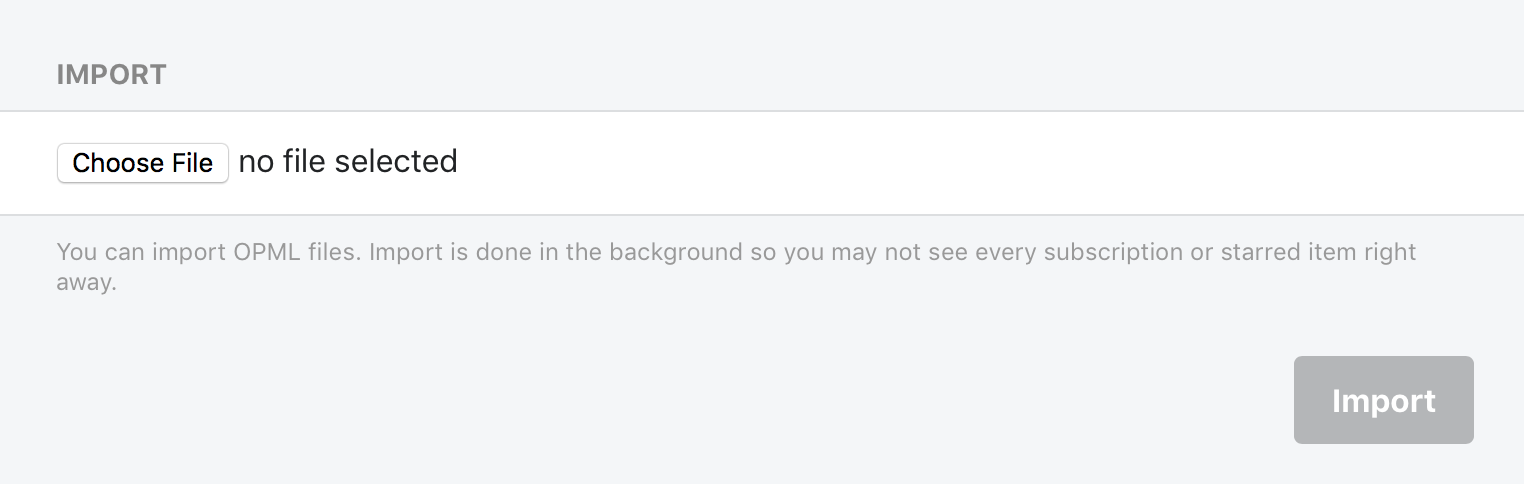 IMPORT
Choose File no file selected
You can import OPML files. Import is done in the background so you may not see every subscription or starred item right
away.
Import